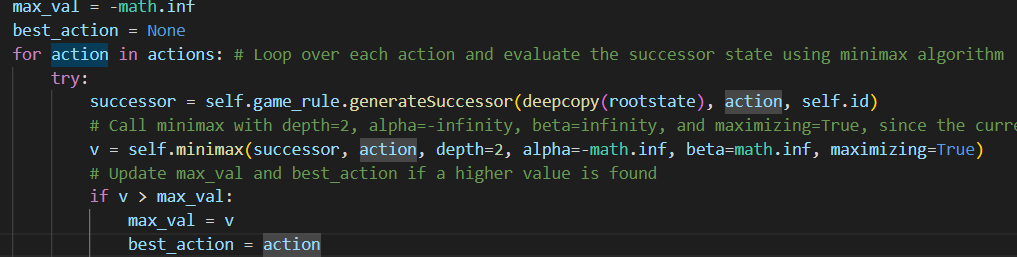 max_val = -math.inf
best_action = None
for action in actions: # Loop over each action and evaluate the successor state using minimax algorithm
try:
successor = self.game_rule.generateSuccessor(deepcopy(rootstate), action, self.id)
# Call minimax with depth=2, alpha=-infinity, beta=infinity, and maximizing=True, since the curre
v = self.minimax(successor, action, depth=2, alpha=-math.inf, beta=math.inf, maximizing=True)
# Update max_val and best_action if a higher value is found
if v > max_val:
max_val = v
best_action = action